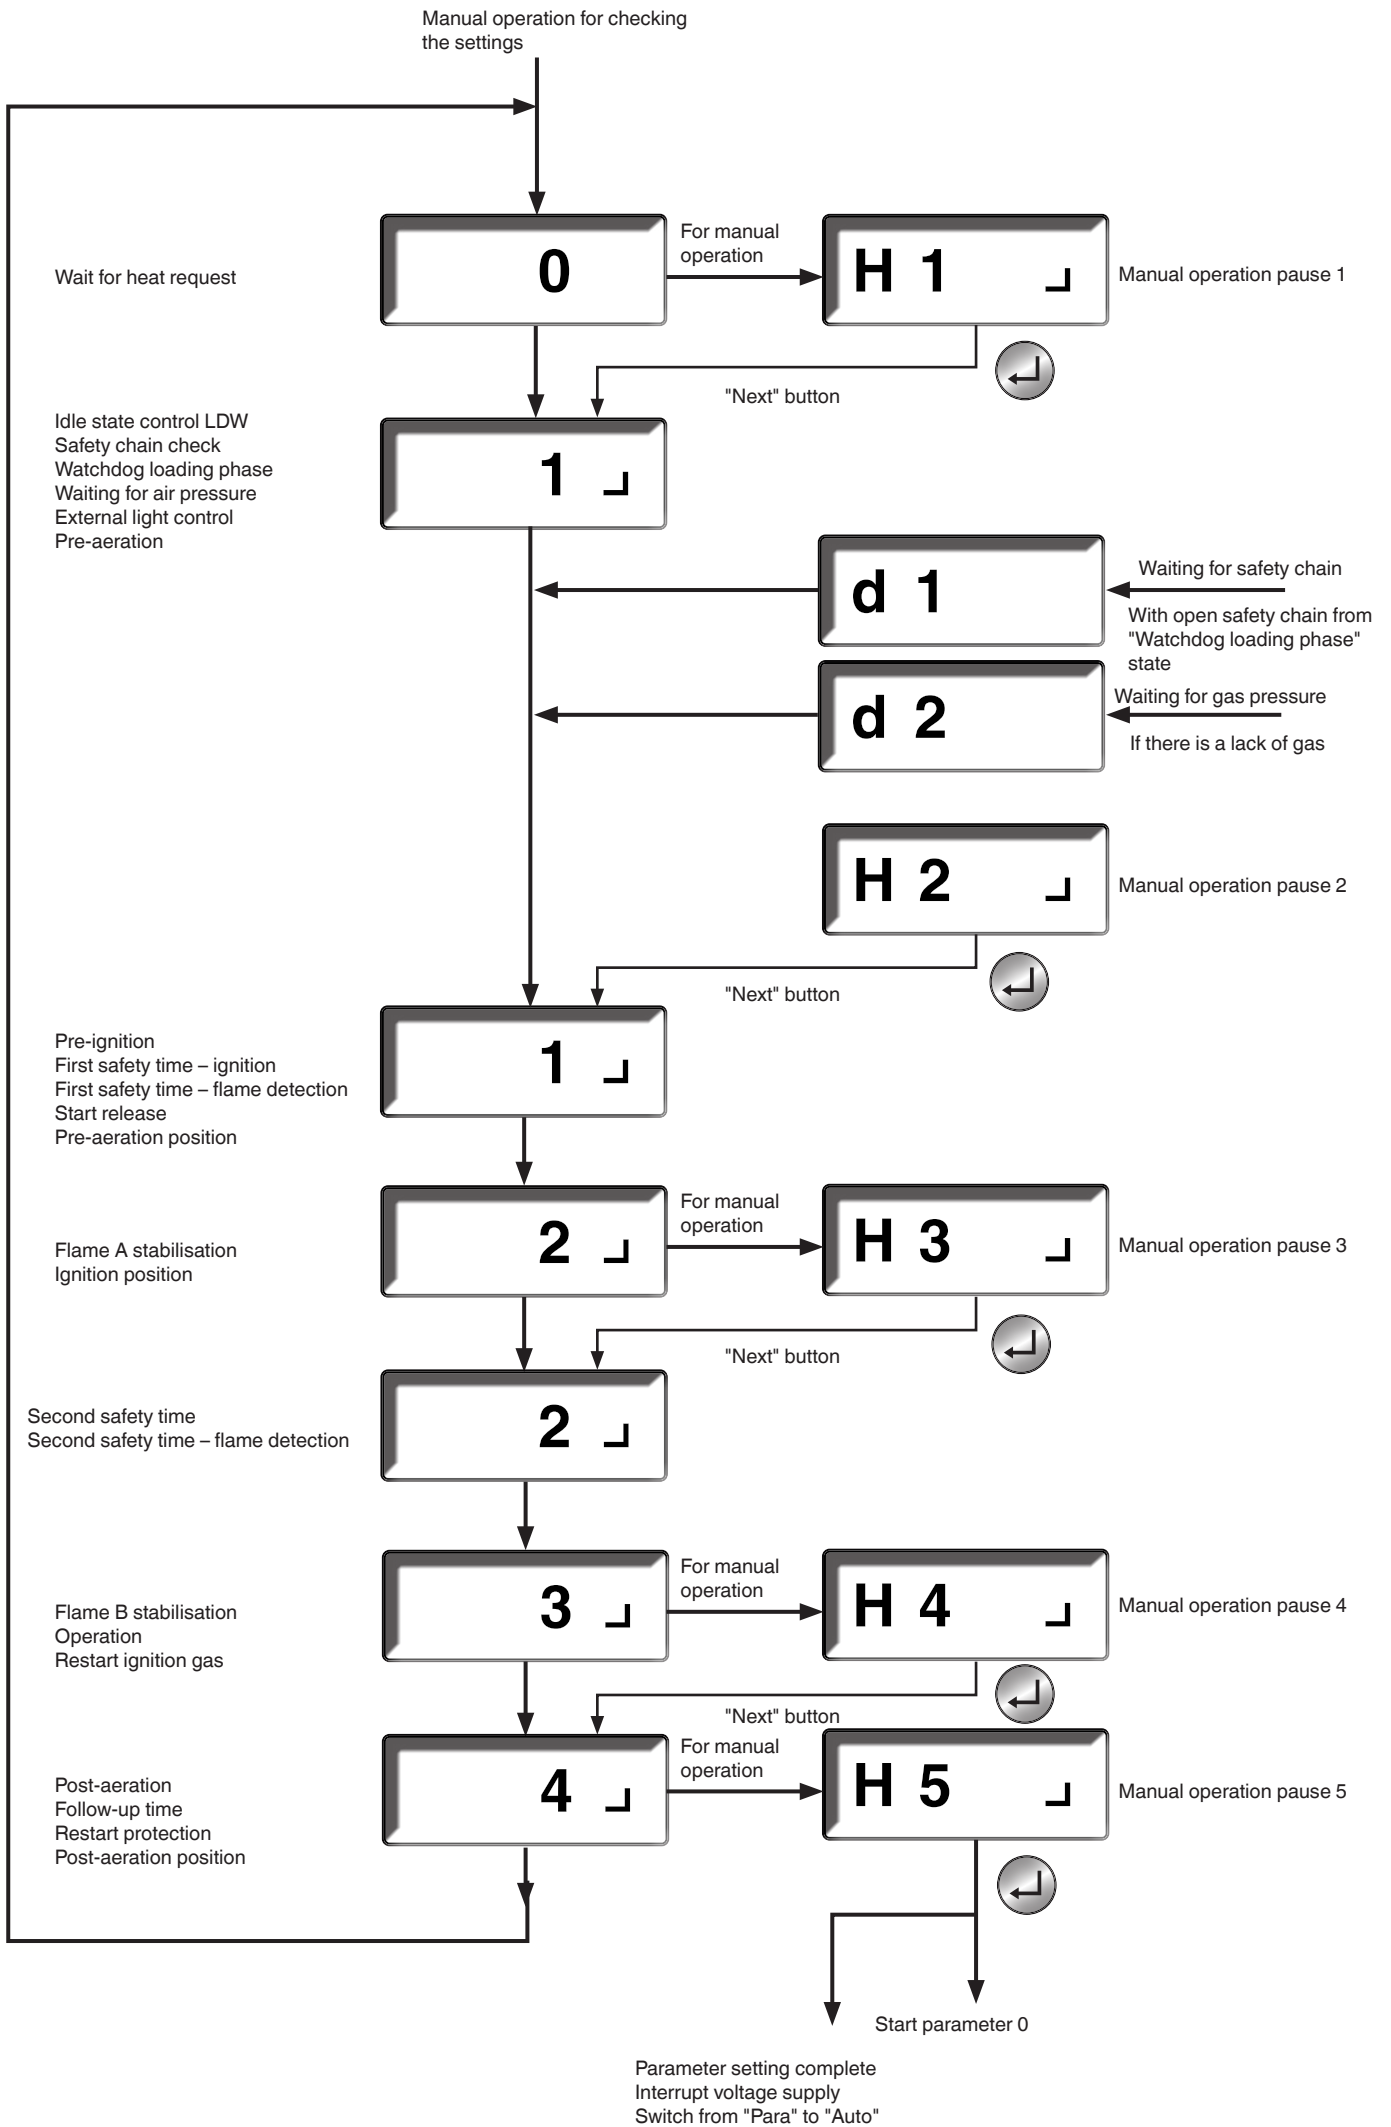 Manual operation for checking
the settings
For manual
operation
Wait for heat request
0
H 1 ⅃
Manual operation pause 1
"Next" button
Idle state control LDW
Safety chain check
Watchdog loading phase
Waiting for air pressure
External light control
Pre-aeration
1 ⅃
d 1
Waiting for safety chain
With open safety chain from
"Watchdog loading phase"
state
d 2
Waiting for gas pressure
If there is a lack of gas
H 2 ⅃
Manual operation pause 2
"Next" button
Pre-ignition
First safety time – ignition
First safety time – flame detection
Start release
Pre-aeration position
1 ⅃
For manual
operation
Flame A stabilisation
Ignition position
2 ⅃
H 3 ⅃
Manual operation pause 3
"Next" button
Second safety time
Second safety time – flame detection
2 ⅃
For manual
operation
Flame B stabilisation
Operation
Restart ignition gas
3 ⅃
H 4 ⅃
Manual operation pause 4
"Next" button
For manual
operation
Post-aeration
Follow-up time
Restart protection
Post-aeration position
4 ⅃
H 5 ⅃
Manual operation pause 5
Start parameter 0
Parameter setting complete
Interrupt voltage supply
Switch from "Para" to "Auto"